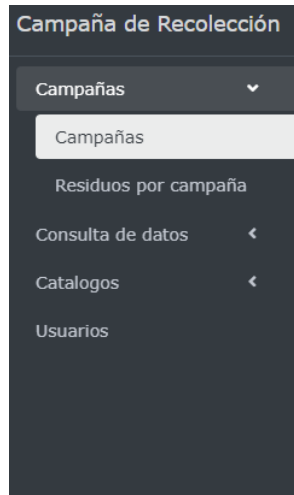 Campaña de Recolección
Campañas
Campañas
Residuos por campaña
Consulta de datos
Catalogos
Usuarios